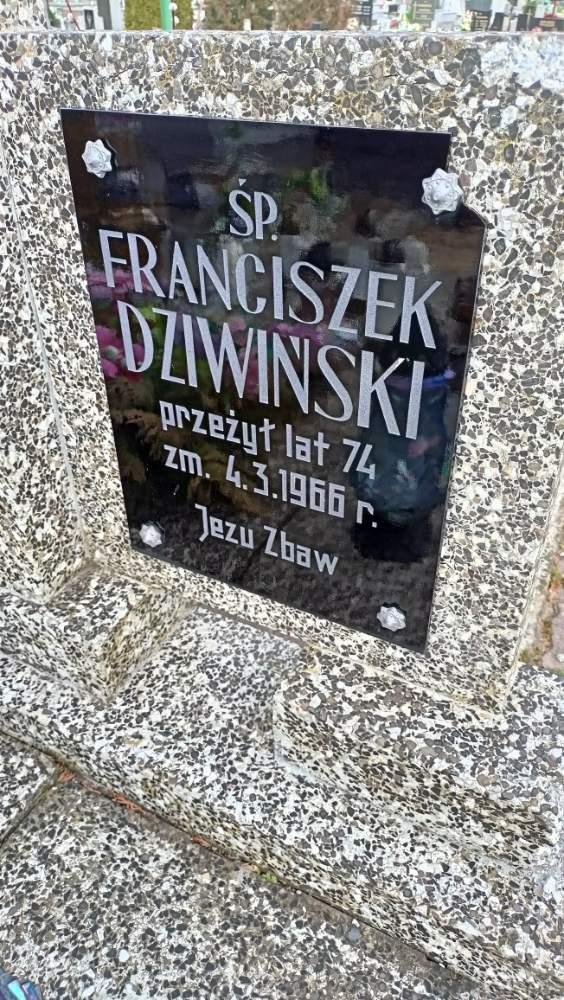 ŚP.
FRANCISZEK
DZIWIŃSKI
przeżył lat 74
zm. 4.3.1966 r.
Jezu Zbaw